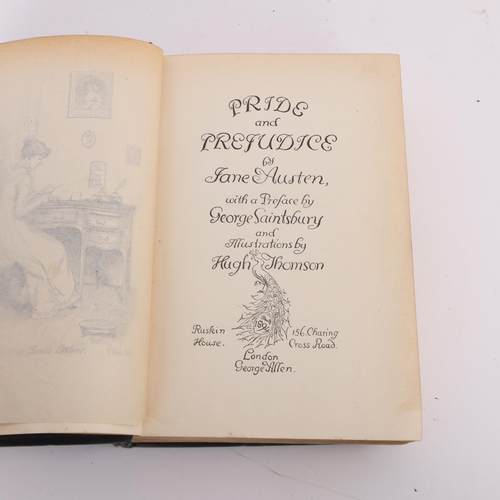 PRIDE
and
PREJUDICE
by
Jane Austen,
with a Preface by
George Saintsbury
and
Illustrations by
Hugh Thomson
1894
Ruskin 156. Charing
House. Cross Road.
London
George Allen.